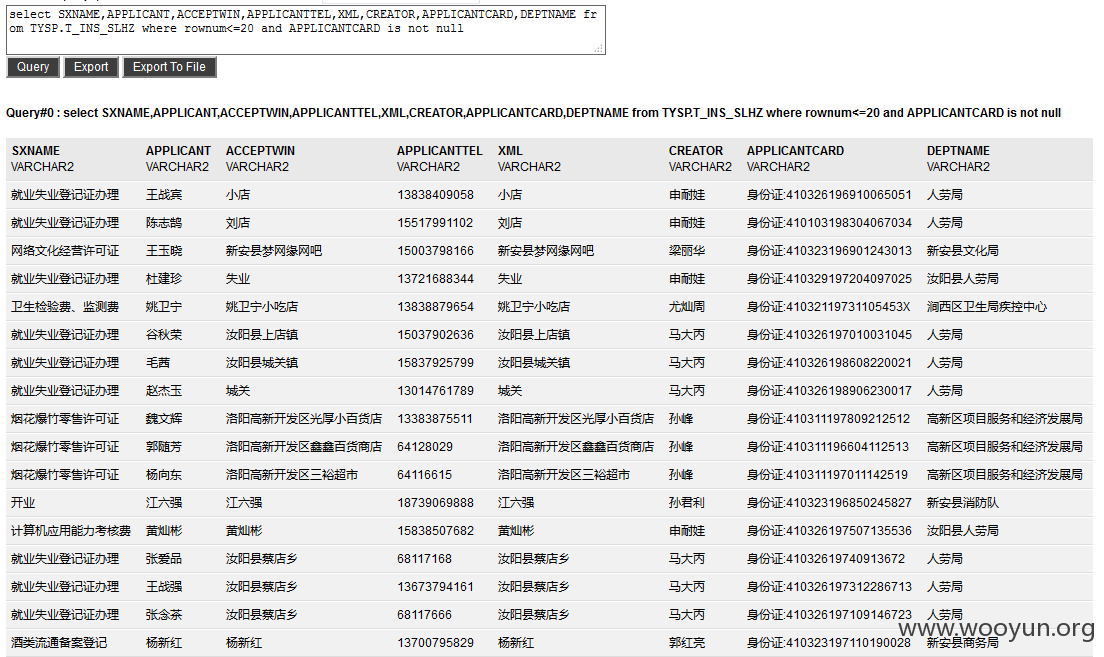 select SXNAME,APPLICANT,ACCEPTWIN,APPLICANTTEL,XML,CREATOR,APPLICANTCARD,DEPTNAME fr
om TYSP.T_INS_SLHZ where rownum<=20 and APPLICANTCARD is not null
Query Export Export To File
Query#0 : select SXNAME,APPLICANT,ACCEPTWIN,APPLICANTTEL,XML,CREATOR,APPLICANTCARD,DEPTNAME from TYSP.T_INS_SLHZ where rownum<=20 and APPLICANTCARD is not null
SXNAME APPLICANT ACCEPTWIN APPLICANTTEL XML CREATOR APPLICANTCARD DEPTNAME
VARCHAR2 VARCHAR2 VARCHAR2 VARCHAR2 VARCHAR2 VARCHAR2 VARCHAR2 VARCHAR2
就业失业登记证办理 王战宾 小店 13838409058 小店 申耐娃 身份证:410326196910065051 人劳局
就业失业登记证办理 陈志鹄 刘店 15517991102 刘店 申耐娃 身份证:410103198304067034 人劳局
网络文化经营许可证 王玉晓 新安县梦网缘网吧 15003798166 新安县梦网缘网吧 梁丽华 身份证:410323196901243013 新安县文化局
就业失业登记证办理 杜建珍 失业 13721688344 失业 申耐娃 身份证:410329197204097025 汝阳县人劳局
卫生检验费、监测费 姚卫宁 姚卫宁小吃店 13838879654 姚卫宁小吃店 尤灿周 身份证:41032119731105453X 涧西区卫生局疾控中心
就业失业登记证办理 谷秋荣 汝阳县上店镇 15037902636 汝阳县上店镇 马大丙 身份证:410326197010031045 人劳局
就业失业登记证办理 毛茜 汝阳县城关镇 15837925799 汝阳县城关镇 马大丙 身份证:410326198608220021 人劳局
就业失业登记证办理 赵杰玉 城关 13014761789 城关 马大丙 身份证:410326198906230017 人劳局
烟花爆竹零售许可证 魏文辉 洛阳高新开发区光厚小百货店 13383875511 洛阳高新开发区光厚小百货店 孙峰 身份证:410311197809212512 高新区项目服务和经济发展局
烟花爆竹零售许可证 郭随芳 洛阳高新开发区鑫鑫百货商店 64128029 洛阳高新开发区鑫鑫百货商店 孙峰 身份证:410311196604112513 高新区项目服务和经济发展局
烟花爆竹零售许可证 杨向东 洛阳高新开发区三裕超市 64116615 洛阳高新开发区三裕超市 孙峰 身份证:410311197011142519 高新区项目服务和经济发展局
开业 江六强 江六强 18739069888 江六强 孙君利 身份证:410323196850245827 新安县消防队
计算机应用能力考核费 黄灿彬 黄灿彬 15838507682 黄灿彬 申耐娃 身份证:410326197507135536 汝阳县人劳局
就业失业登记证办理 张爱品 汝阳县蔡店乡 68117168 汝阳县蔡店乡 马大丙 身份证:41032619740913672 人劳局
就业失业登记证办理 王战强 汝阳县蔡店乡 13673794161 汝阳县蔡店乡 马大丙 身份证:410326197312286713 人劳局
就业失业登记证办理 张念茶 汝阳县蔡店乡 68117666 汝阳县蔡店乡 马大丙 身份证:410326197109146723 人劳局
酒类流通备案登记 杨新红 杨新红 13700795829 杨新红 郭红亮 身份证:410323197110190028 新安县商务局
www.wooyun.org